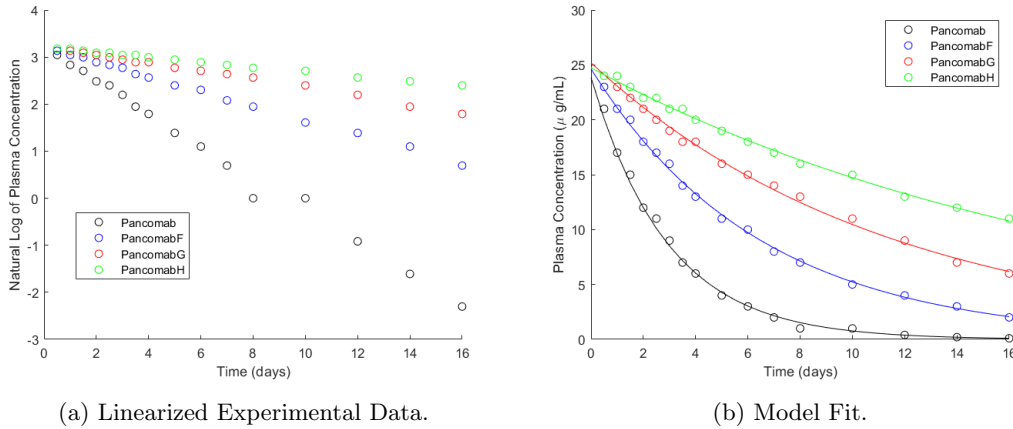 4
3
2
1
0
-1
-2
-3
0 2 4 6 8 10 12 14 16
Natural Log of Plasma Concentration
Time (days)
Pancomab
PancomabF
PancomabG
PancomabH
(a) Linearized Experimental Data.
30
25
20
15
10
5
0
0 2 4 6 8 10 12 14 16
Plasma Concentration (μ g/mL)
Time (days)
Pancomab
PancomabF
PancomabG
PancomabH
(b) Model Fit.